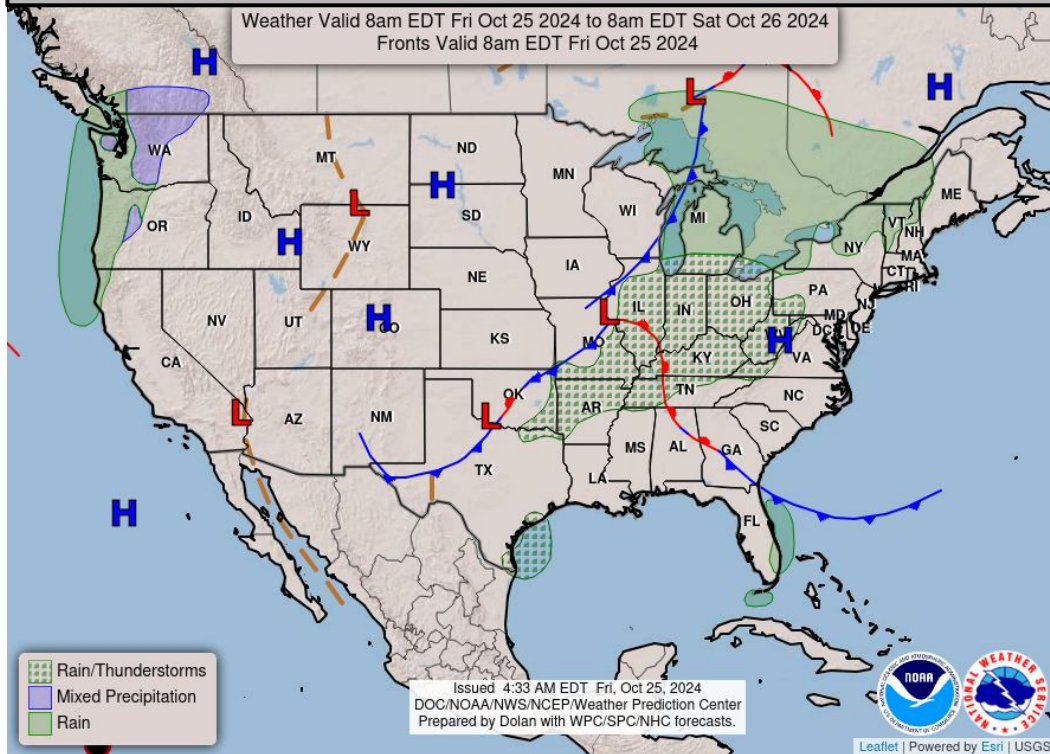 Weather Valid 8am EDT Fri Oct 25 2024 to 8am EDT Sat Oct 26 2024
Fronts Valid 8am EDT Fri Oct 25 2024
H
L
H
WA
MT
ND
MN
ME
H
L
SD
WI
MI
VT
NH
OR
ID
H
WY
NY
MA
CT
RI
IA
NE
PA
NJ
NV
UT
H
CO
L
IL
IN
OH
MD
DE
DC
H
VA
KS
MO
KY
CA
L
AZ
NM
OK
L
AR
TN
NC
SC
TX
MS
AL
GA
LA
H
FL
Rain/Thunderstorms
Mixed Precipitation
Rain
Issued 4:33 AM EDT Fri, Oct 25, 2024
DOC/NOAA/NWS/NCEP/Weather Prediction Center
Prepared by Dolan with WPC/SPC/NHC forecasts.
NOAA
NATIONAL WEATHER SERVICE
Leaflet | Powered by Esri | USGS